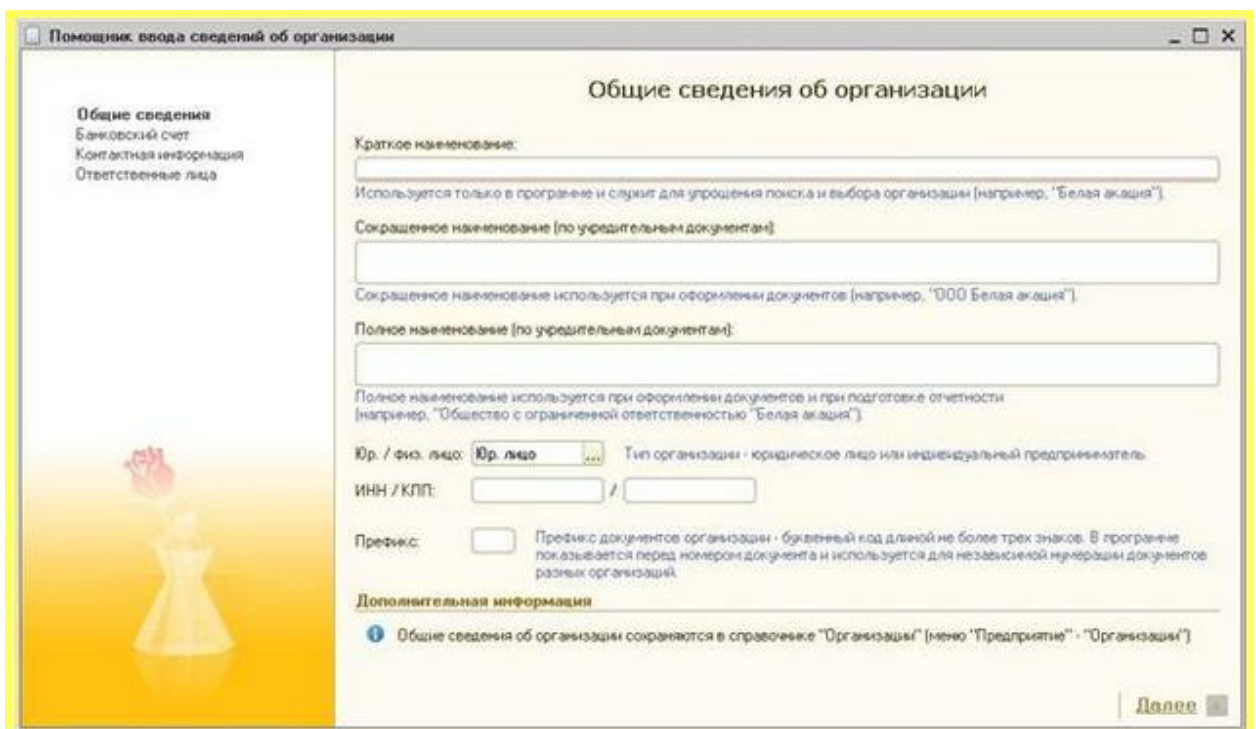 Помощник ввода сведений об организации
Общие сведения
Банковский счет
Контактная информация
Ответственные лица
Общие сведения об организации
Краткое наименование:
Используется только в программе и служит для упрощения поиска и выбора организации (например, "Белая акация").
Сокращенное наименование (по учредительным документам):
Сокращенное наименование используется при оформлении документов (например, "ООО Белая акация").
Полное наименование (по учредительным документам):
Полное наименование используется при оформлении документов и при подготовке отчетности
(например, "Общество с ограниченной ответственностью "Белая акация").
Юр. / физ. лицо: Юр. лицо ... Тип организации - юридическое лицо или индивидуальный предприниматель.
ИНН / КПП: /
Префикс: Префикс документов организации - буквенный код длиной не более трех знаков. В программе
показывается перед номером документа и используется для независимой нумерации документов
разных организаций.
Дополнительная информация
Общие сведения об организации сохраняются в справочнике "Организации" (меню "Предприятие" - "Организации")
Далее